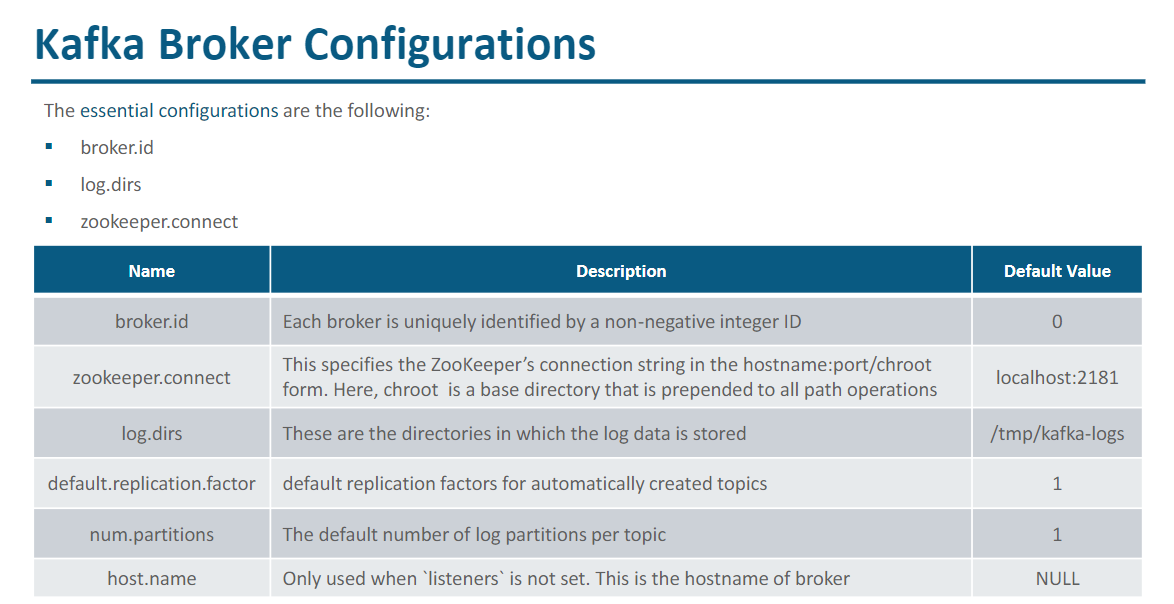 Kafka Broker Configurations
The essential configurations are the following:
▪ broker.id
▪ log.dirs
▪ zookeeper.connect
Name Description Default Value
broker.id Each broker is uniquely identified by a non-negative integer ID 0
zookeeper.connect This specifies the ZooKeeper’s connection string in the hostname:port/chroot
form. Here, chroot is a base directory that is prepended to all path operations localhost:2181
log.dirs These are the directories in which the log data is stored /tmp/kafka-logs
default.replication.factor default replication factors for automatically created topics 1
num.partitions The default number of log partitions per topic 1
host.name Only used when `listeners` is not set. This is the hostname of broker NULL